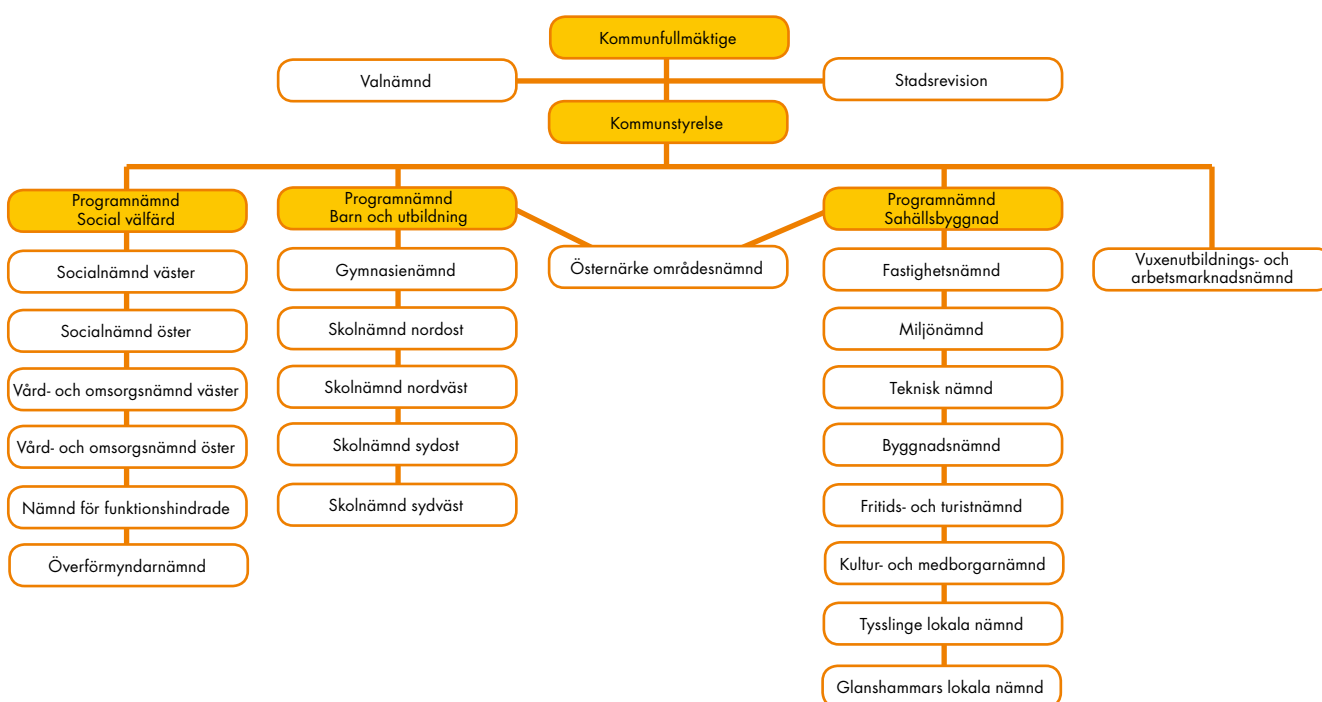 Kommunfullmäktige
Valnämnd
Stadsrevision
Kommunstyrelse
Programnämnd
Social välfärd
Socialnämnd väster
Socialnämnd öster
Vård- och omsorgsnämnd väster
Vård- och omsorgsnämnd öster
Nämnd för funktionshindrade
Överförmyndarnämnd
Programnämnd
Barn och utbildning
Gymnasienämnd
Skolnämnd nordost
Skolnämnd nordväst
Skolnämnd sydost
Skolnämnd sydväst
Östernärke områdesnämnd
Programnämnd
Sahällsbyggnad
Fastighetsnämnd
Miljönämnd
Teknisk nämnd
Byggnadsnämnd
Fritids- och turistnämnd
Kultur- och medborgarnämnd
Tysslinge lokala nämnd
Glanshammars lokala nämnd
Vuxenutbildnings- och
arbetsmarknadsnämnd